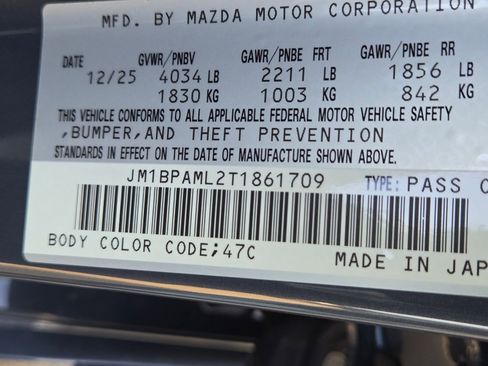 MFD. BY MAZDA MOTOR CORPORATION
DATE GVWR/PNBV GAWR/PNBE FRT GAWR/PNBE RR
12/25 4034 LB 2211 LB 1856 LB
1830 KG 1003 KG 842 KG
THIS VEHICLE CONFORMS TO ALL APPLICABLE FEDERAL MOTOR VEHICLE SAFETY
,BUMPER,AND THEFT PREVENTION
STANDARDS IN EFFECT ON THE DATE OF MANUFACTURE SHOWN ABOVE.
JM1BPAML2T1861709 TYPE: PASS C
BODY COLOR CODE;47C MADE IN JAP